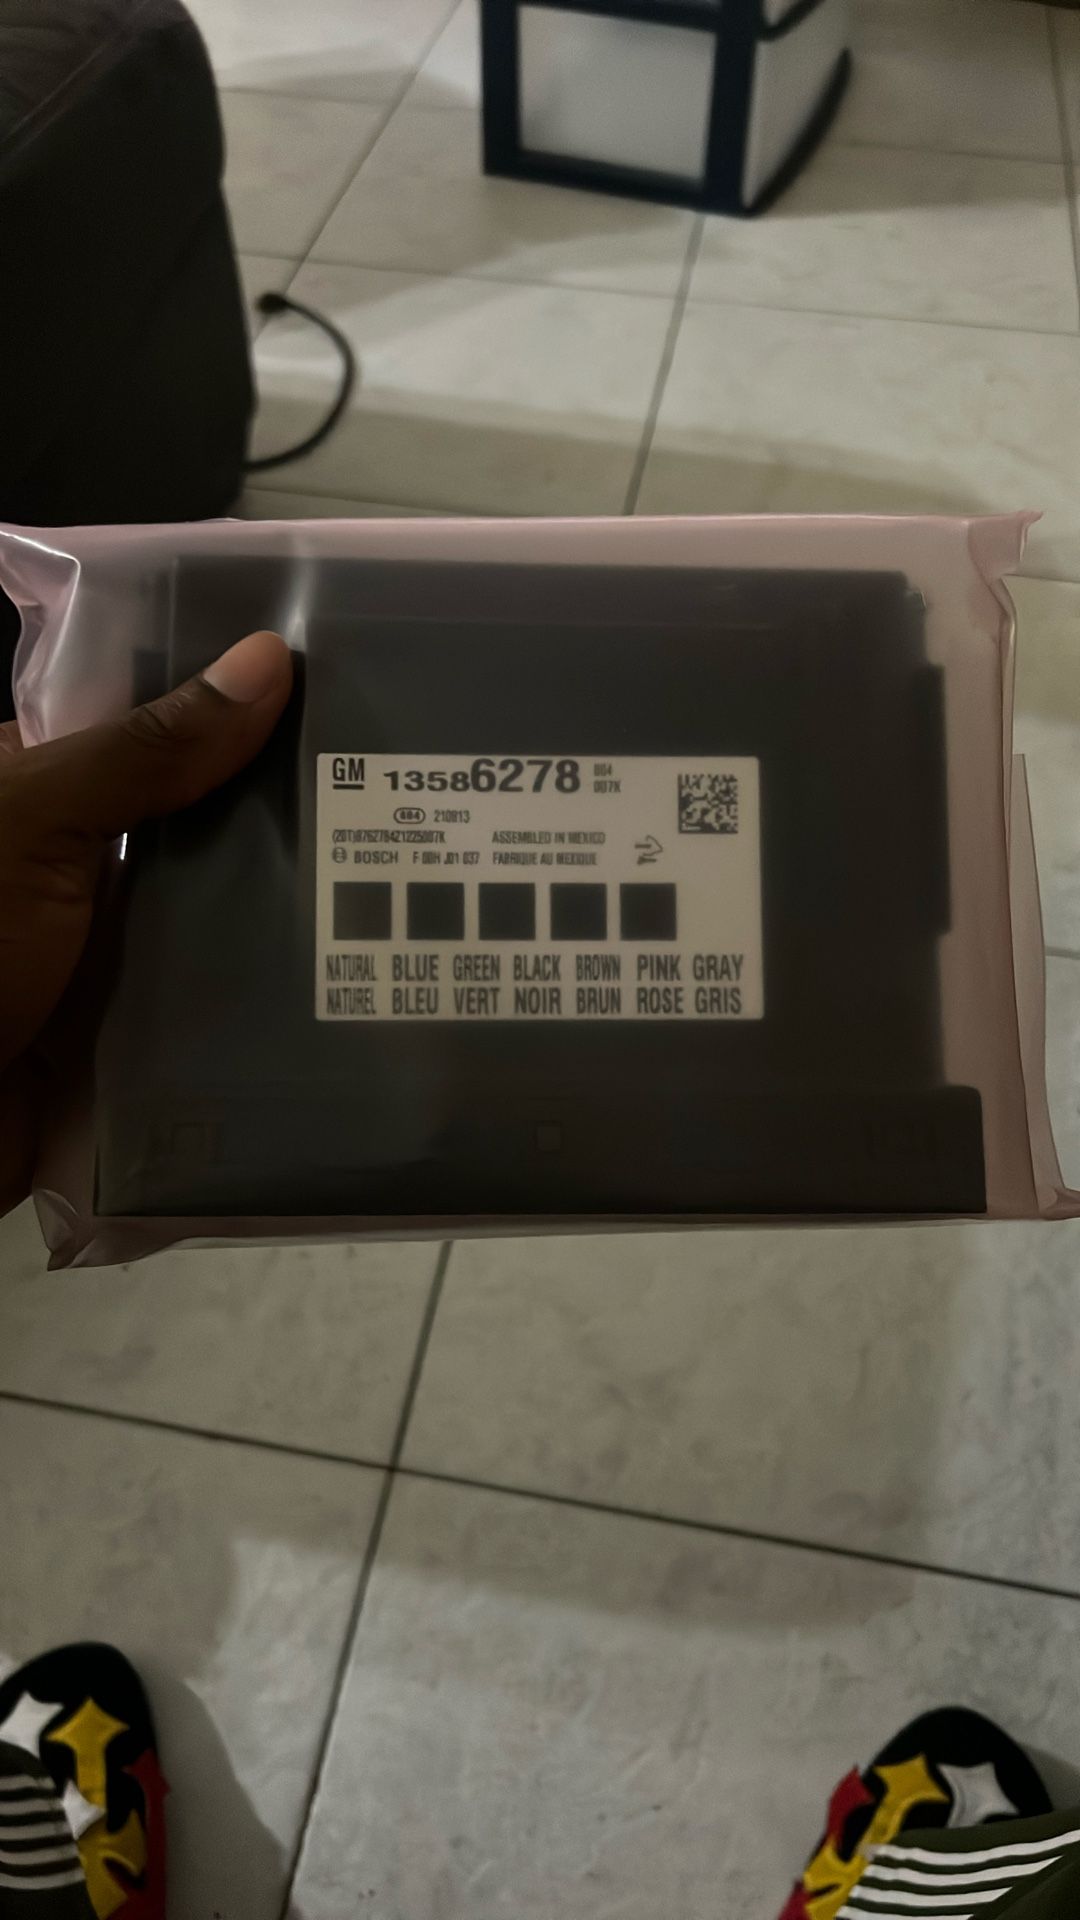 GM 13586278 004
007K
484 210813
(20T)87627842122S007K ASSEMBLED IN MEXICO
BOSCH F 00H J01 037 FABRIQUE AU MEXIQUE
NATURAL BLUE GREEN BLACK BROWN PINK GRAY
NATUREL BLEU VERT NOIR BRUN ROSE GRIS